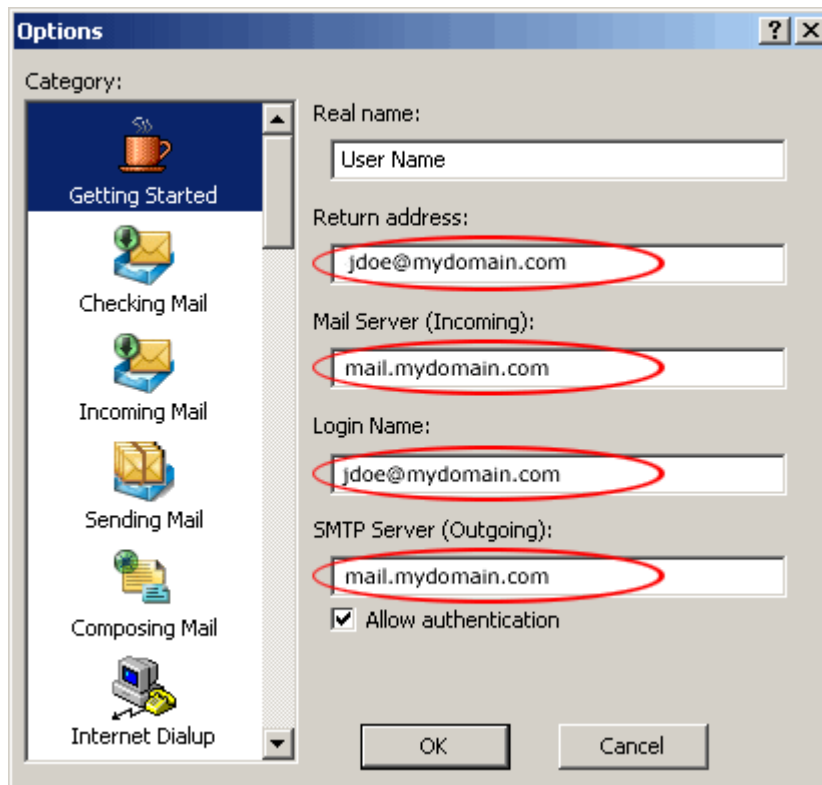 Options
Category:
Getting Started
Checking Mail
Incoming Mail
Sending Mail
Composing Mail
Internet Dialup
Real name:
User Name
Return address:
jdoe@mydomain.com
Mail Server (Incoming):
mail.mydomain.com
Login Name:
jdoe@mydomain.com
SMTP Server (Outgoing):
mail.mydomain.com
Allow authentication
OK
Cancel